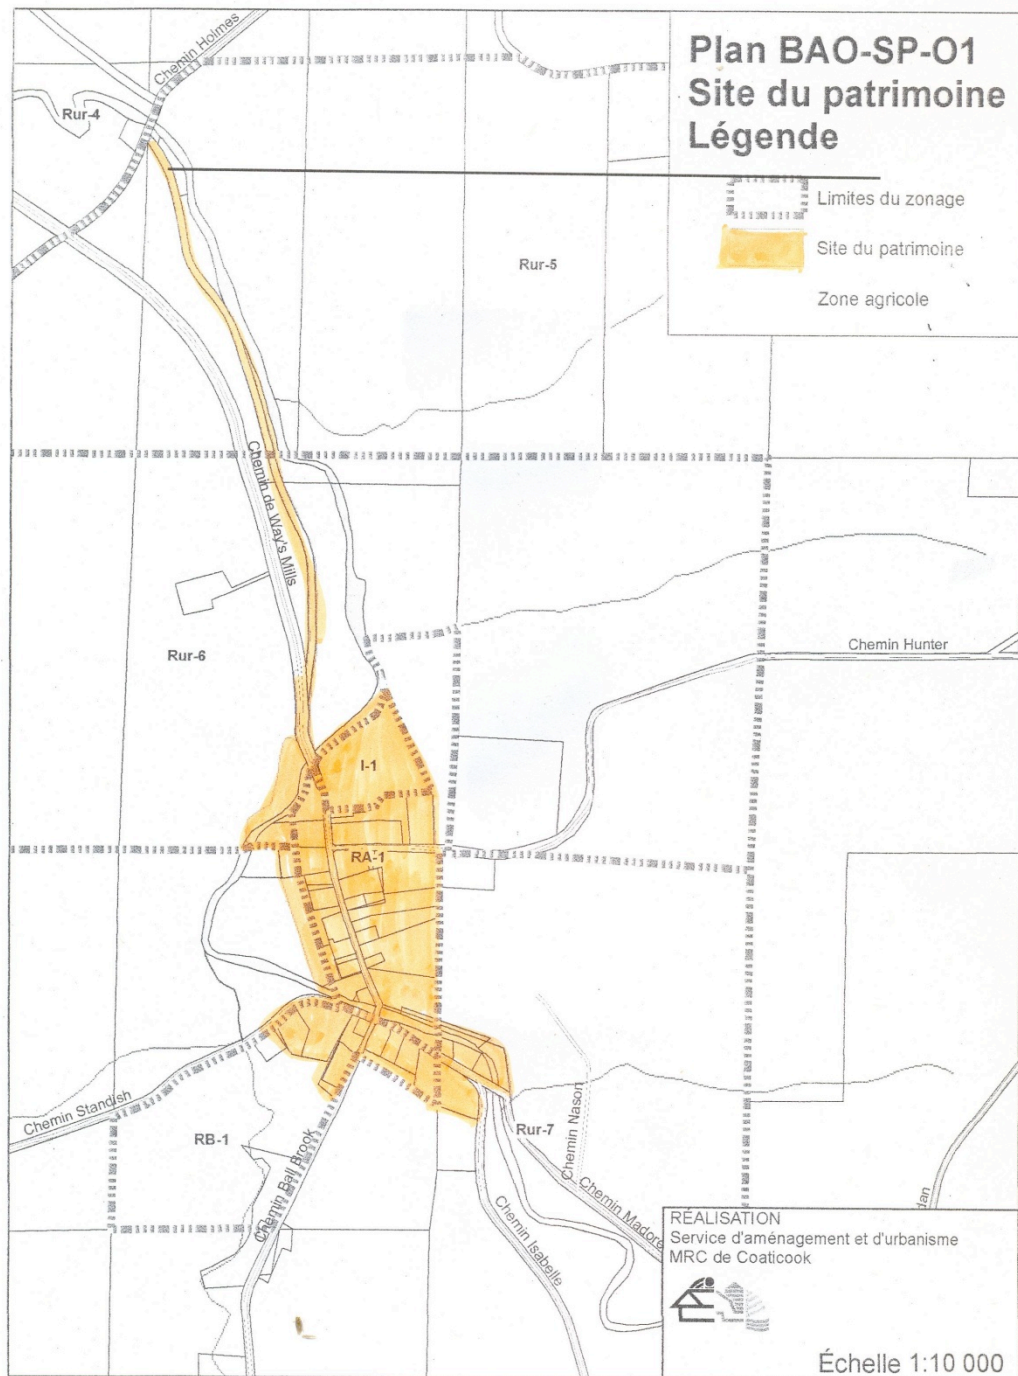 Plan BAO-SP-O1
Site du patrimoine
Légende
Limites du zonage
Site du patrimoine
Zone agricole
Chemin Holmes
Rur-4
Rur-5
Chemin de Way's Mills
Rur-6
Chemin Hunter
I-1
RA-1
Chemin Standish
RB-1
Chemin Ball Brook
Rur-7
Chemin Nason
Chemin Madore
Chemin Isabelle
dan
RÉALISATION
Service d'aménagement et d'urbanisme
MRC de Coaticook
Échelle 1:10 000